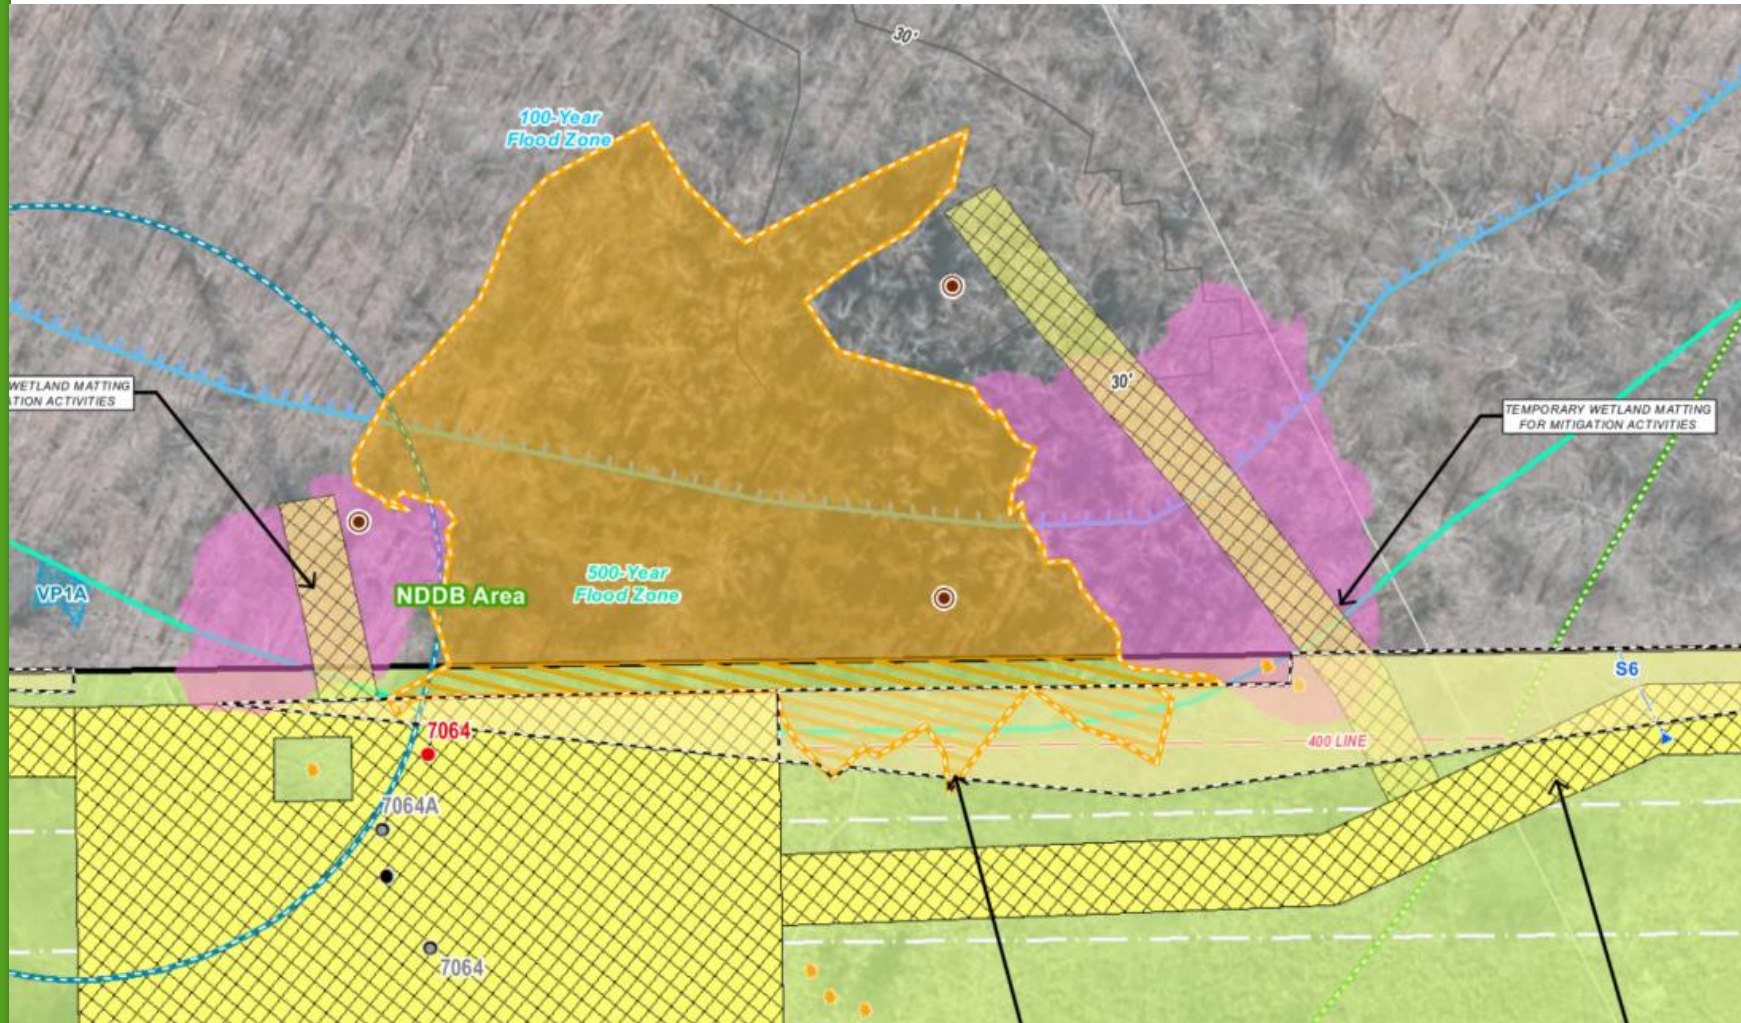 30'
100-Year
Flood Zone
WETLAND MATTING
ATION ACTIVITIES
30'
TEMPORARY WETLAND MATTING
FOR MITIGATION ACTIVITIES
500-Year
Flood Zone
VP1A
NDDB Area
S6
7064
400 LINE
7064A
7064